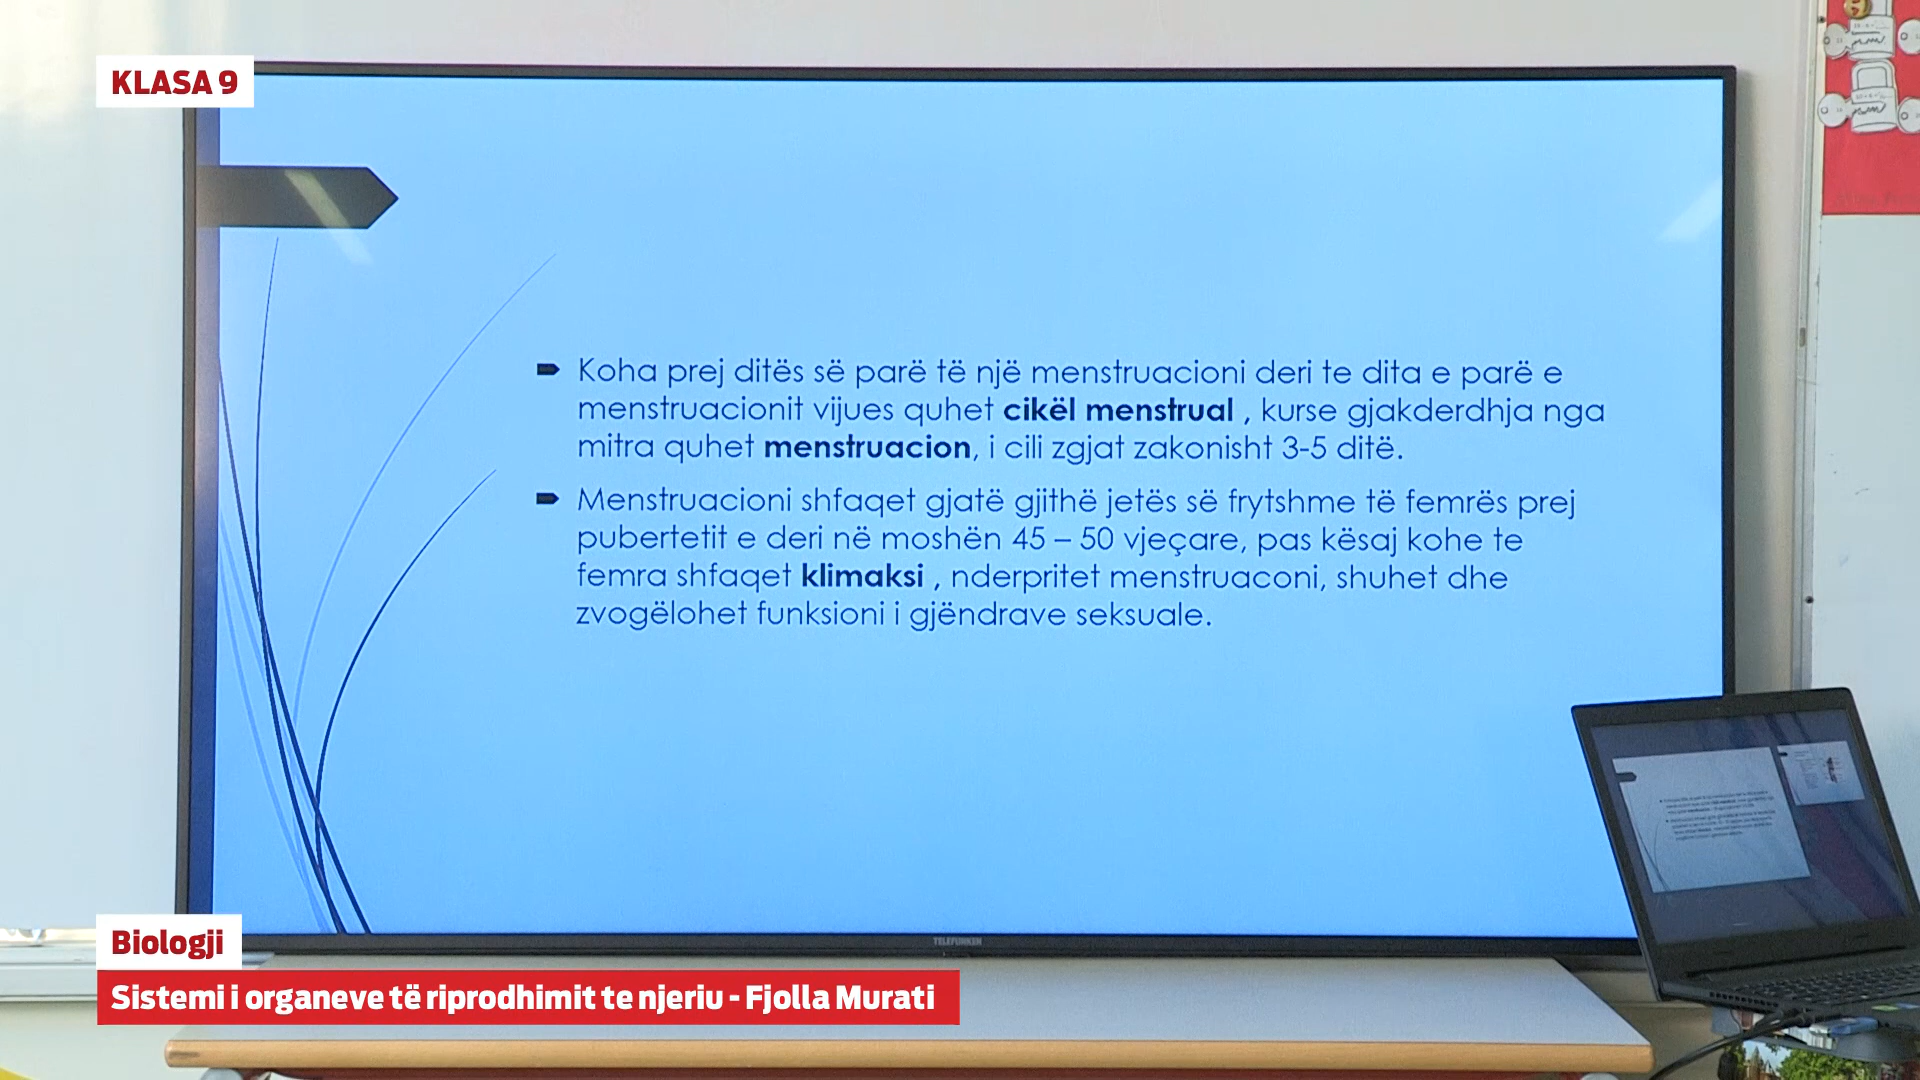 KLASA 9
Koha prej ditës së parë të një menstruacioni deri te dita e parë e
menstruacionit vijues quhet cikël menstrual , kurse gjakderdhja nga
mitra quhet menstruacion, i cili zgjat zakonisht 3-5 ditë.
Menstruacioni shfaqet gjatë gjithë jetës së frytshme të femrës prej
pubertetit e deri në moshën 45 – 50 vjeçare, pas kësaj kohe te
femra shfaqet klimaksi , nderpritet menstruaconi, shuhet dhe
zvogëlohet funksioni i gjëndrave seksuale.
TELEFUNKEN
Biologji
Sistemi i organeve të riprodhimit te njeriu - Fjolla Murati